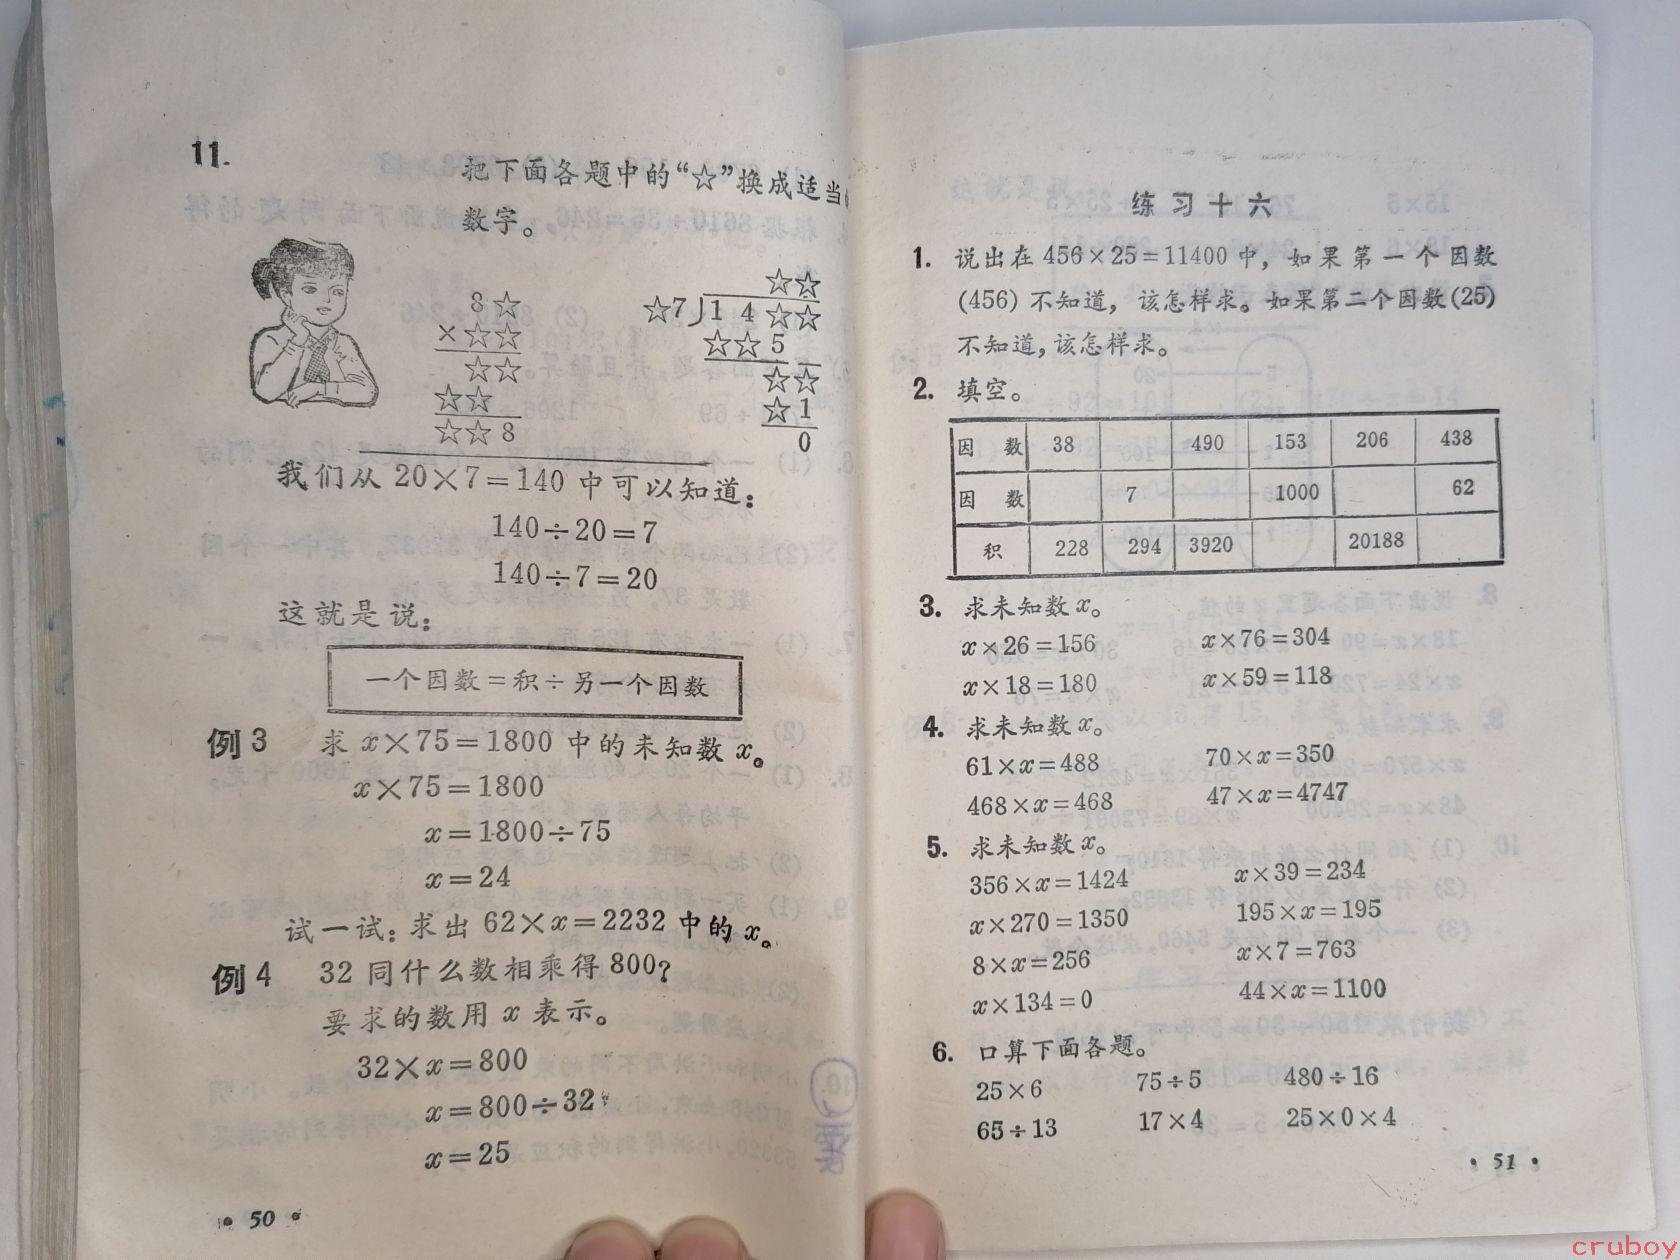 11.
把下面各题中的“☆”换成适当
数字。
8☆
×☆☆
☆☆
☆☆
☆☆8
☆☆
☆7)14☆☆
☆☆5
☆☆
☆1
0
我们从 20×7=140 中可以知道:
140÷20=7
140÷7=20
这就是说:
一个因数=积÷另一个因数
例3 求 x×75=1800 中的未知数 x。
x×75=1800
x=1800÷75
x=24
试一试:求出 62×x=2232 中的 x。
例4 32 同什么数相乘得 800?
要求的数用 x 表示。
32×x=800
x=800÷32
x=25
• 50 •
练习十六
1. 说出在 456×25=11400 中, 如果第一个因数
(456) 不知道, 该怎样求。如果第二个因数(25)
不知道,该怎样求。
2. 填空。
因 数 38 490 153 206 438
因 数 7 1000 62
积 228 294 3920 20188
3. 求未知数 x。
x×26=156 x×76=304
x×18=180 x×59=118
4. 求未知数 x。
61×x=488 70×x=350
468×x=468 47×x=4747
5. 求未知数 x。
356×x=1424 x×39=234
x×270=1350 195×x=195
8×x=256 x×7=763
x×134=0 44×x=1100
6. 口算下面各题。
25×6 75÷5 480÷16
65÷13 17×4 25×0×4
• 51 •
cruboy